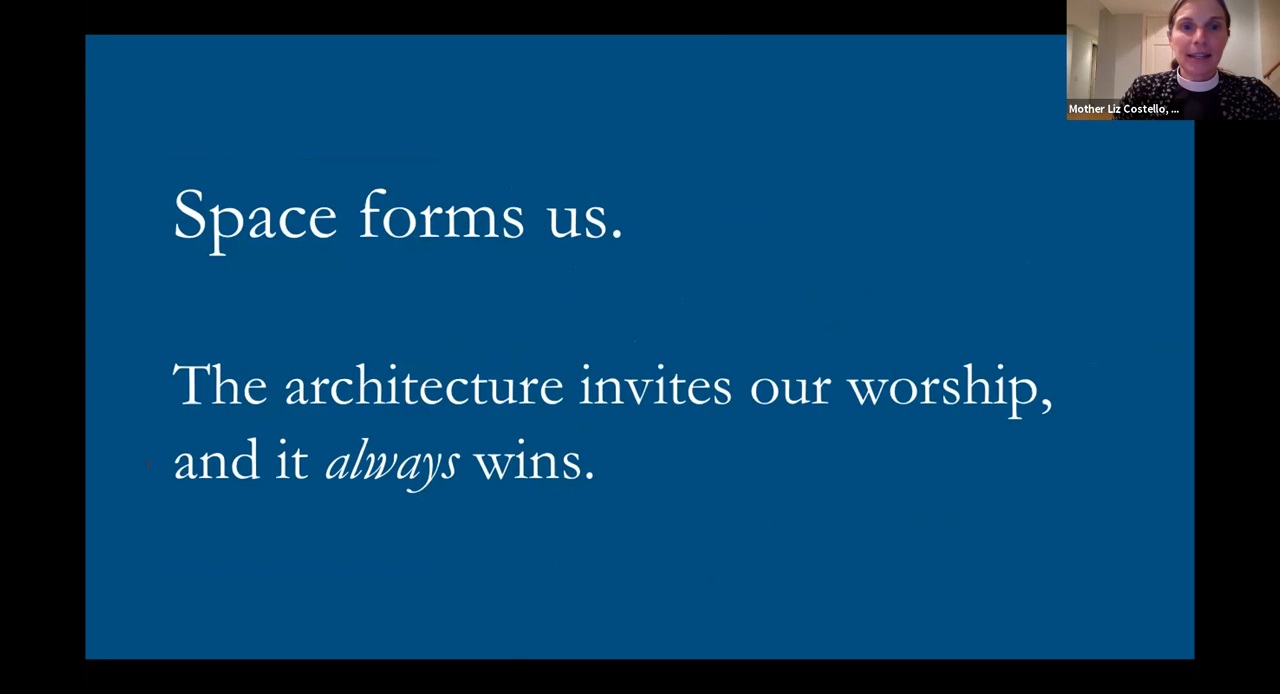 Mother Liz Costello, ...
Space forms us.
The architecture invites our worship,
and it always wins.